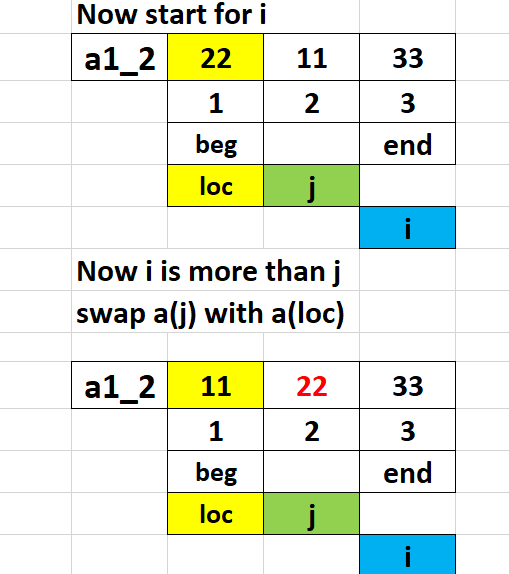 Now start for i
a1_2 22 11 33
1 2 3
beg end
loc j
i
Now i is more than j
swap a(j) with a(loc)
a1_2 11 22 33
1 2 3
beg end
loc j
i